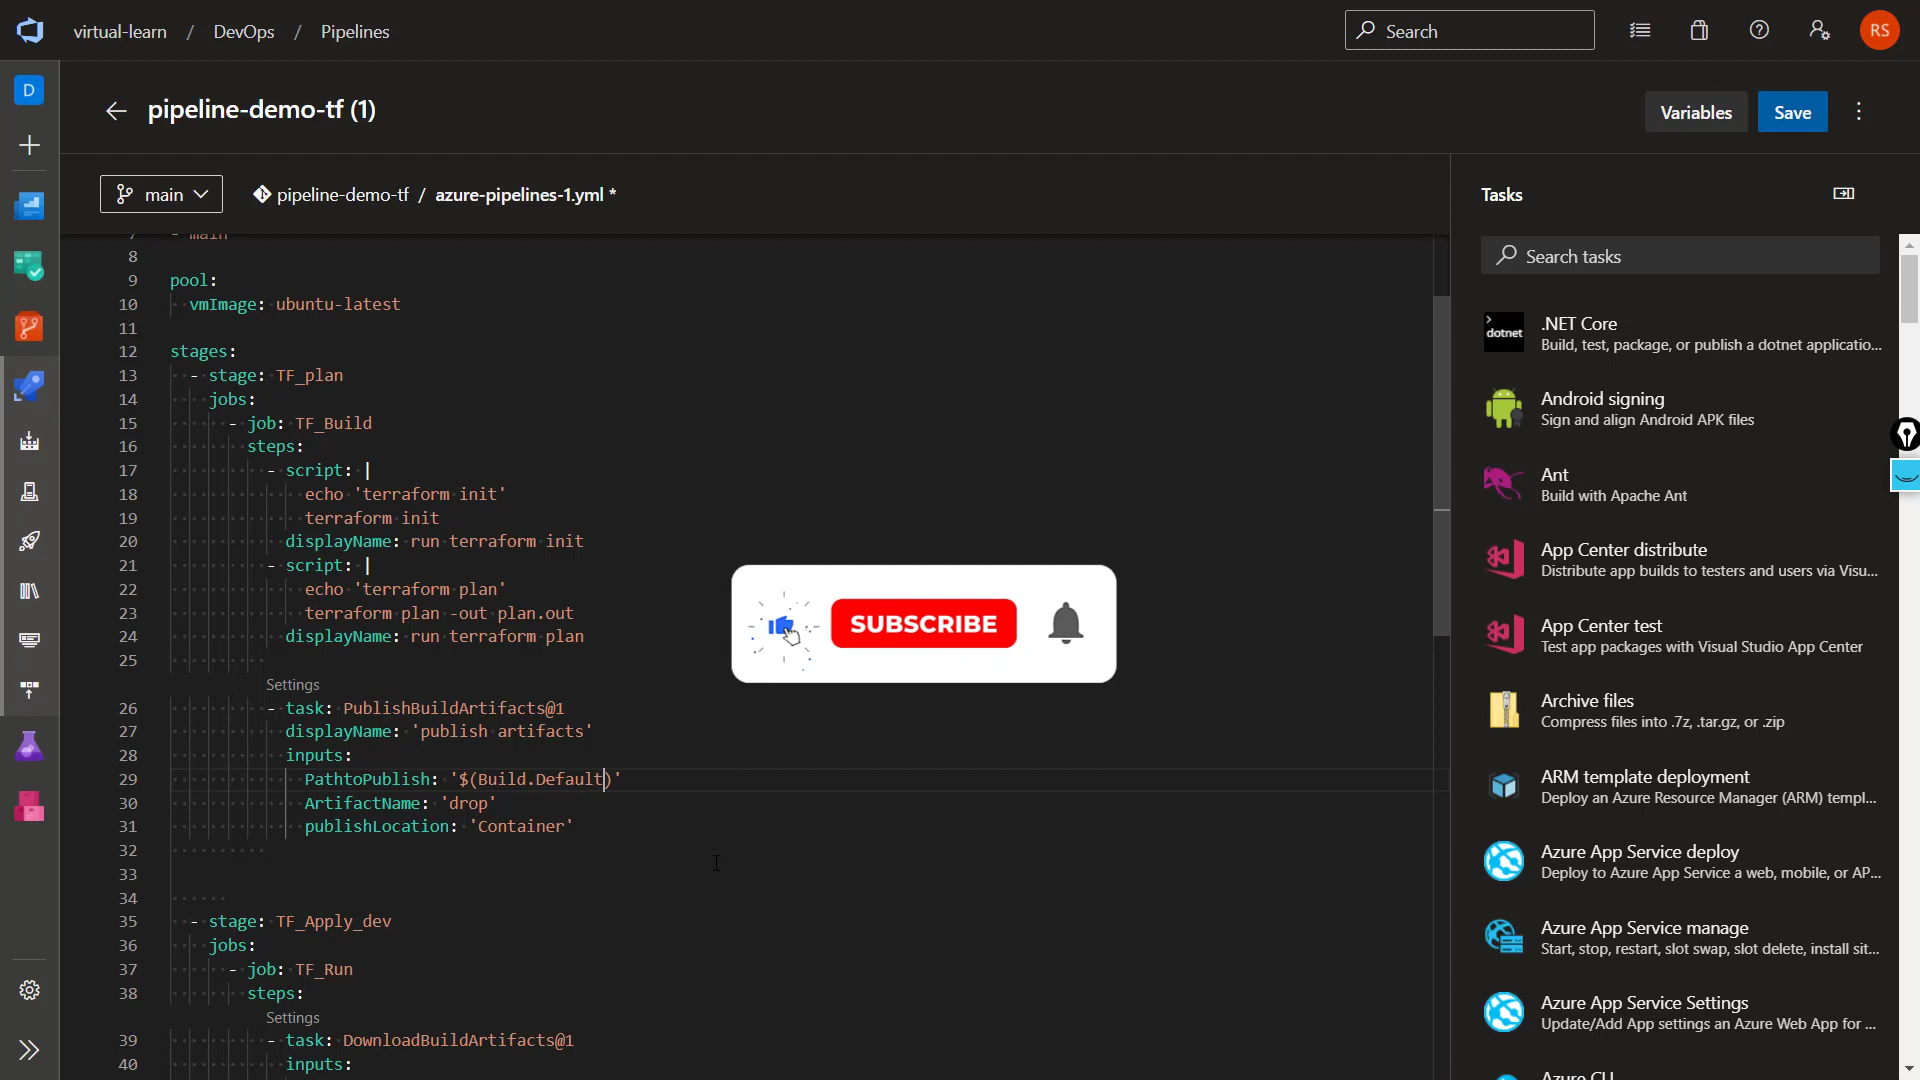 virtual-learn / DevOps / Pipelines
Search
RS
D
pipeline-demo-tf (1)
Variables
Save
main
pipeline-demo-tf / azure-pipelines-1.yml *
Tasks
Search tasks
7 - main
8
9 pool:
10 vmImage: ubuntu-latest
11
12 stages:
13 - stage: TF_plan
14 jobs:
15 - job: TF_Build
16 steps:
17 - script: |
18 echo 'terraform init'
19 terraform init
20 displayName: run terraform init
21 - script: |
22 echo 'terraform plan'
23 terraform plan -out plan.out
24 displayName: run terraform plan
25
Settings
26 - task: PublishBuildArtifacts@1
27 displayName: 'publish artifacts'
28 inputs:
29 PathtoPublish: '$(Build.Default)'
30 ArtifactName: 'drop'
31 publishLocation: 'Container'
32
33
34
35 - stage: TF_Apply_dev
36 jobs:
37 - job: TF_Run
38 steps:
Settings
39 - task: DownloadBuildArtifacts@1
40 inputs:
SUBSCRIBE
dotnet
.NET Core
Build, test, package, or publish a dotnet applicatio...
Android signing
Sign and align Android APK files
Ant
Build with Apache Ant
App Center distribute
Distribute app builds to testers and users via Visu...
App Center test
Test app packages with Visual Studio App Center
Archive files
Compress files into .7z, .tar.gz, or .zip
ARM template deployment
Deploy an Azure Resource Manager (ARM) templ...
Azure App Service deploy
Deploy to Azure App Service a web, mobile, or AP...
Azure App Service manage
Start, stop, restart, slot swap, slot delete, install sit...
Azure App Service Settings
Update/Add App settings an Azure Web App for ...
Azure CLI